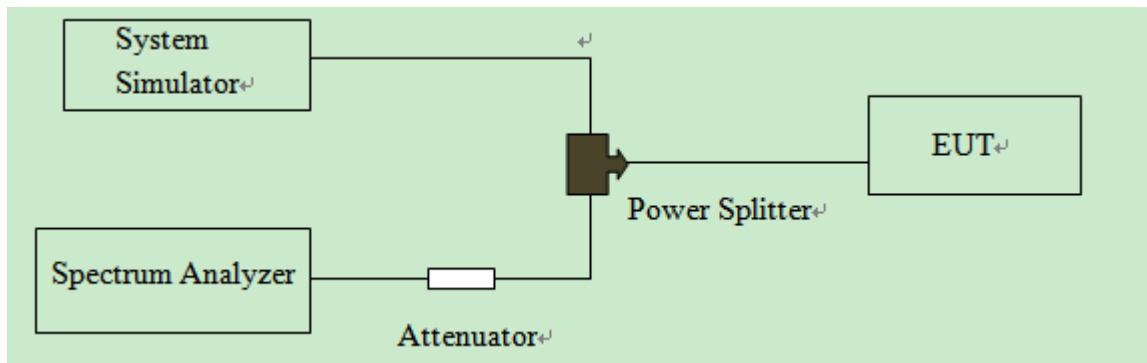 System
Simulator↵
↵
EUT↵
Power Splitter↵
Spectrum Analyzer
Attenuator↵